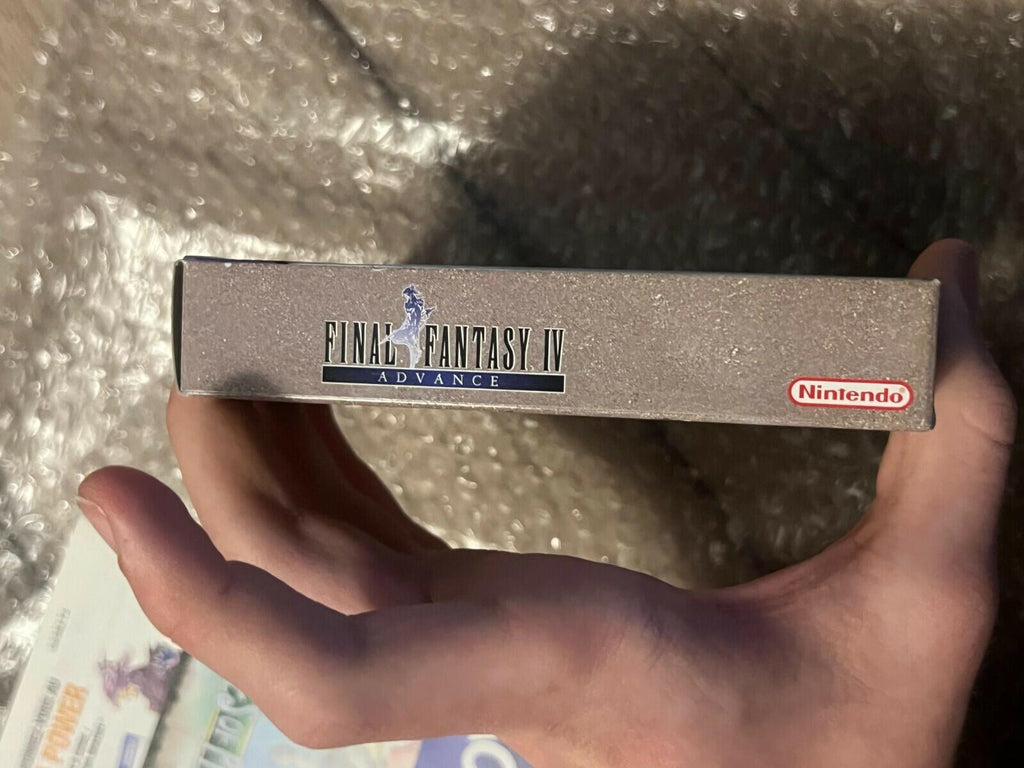 FINAL FANTASY IV
ADVANCE
Nintendo®
POWER